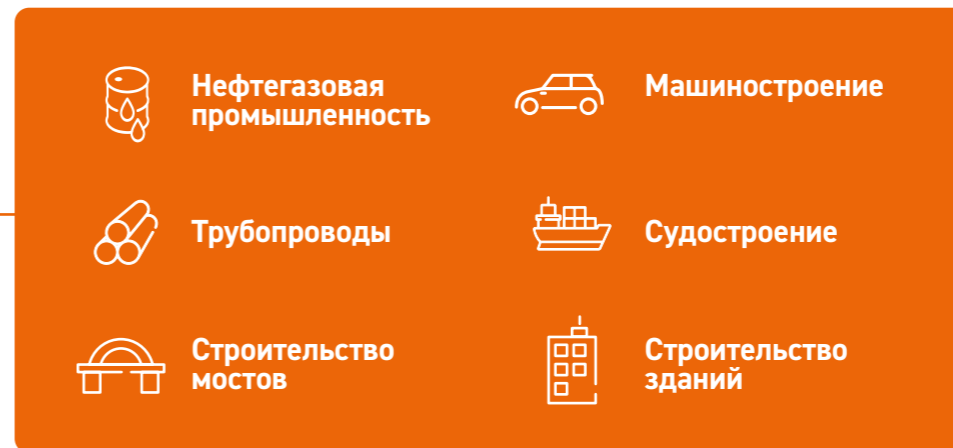 Нефтегазовая
промышленность
Машиностроение
Трубопроводы
Судостроение
Строительство
мостов
Строительство
зданий